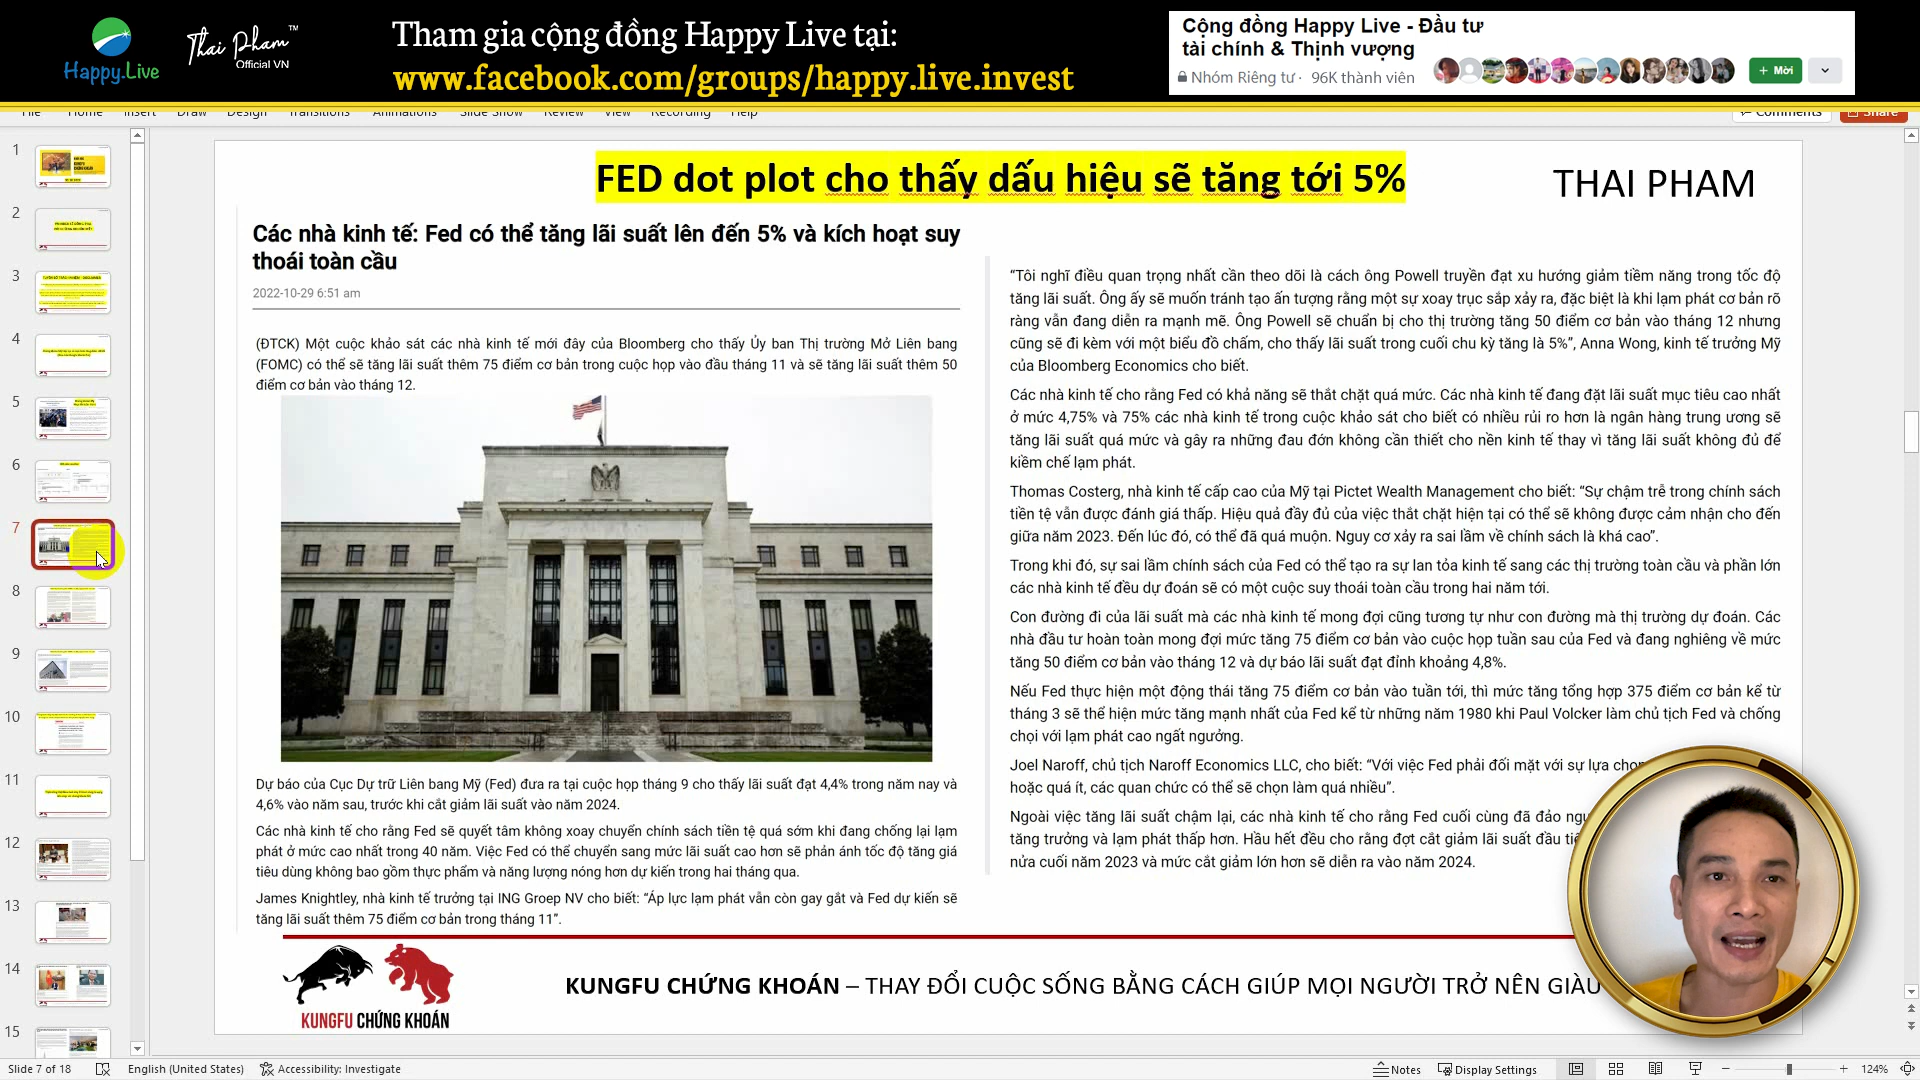 Happy.Live
Thai Pham™
Official VN
Tham gia cộng đồng Happy Live tại:
www.facebook.com/groups/happy.live.invest
Cộng đồng Happy Live - Đầu tư
tài chính & Thịnh vượng
Nhóm Riêng tư · 96K thành viên
+ Mời
File Home Insert Draw Design Transitions Animations Slide Show Review View Recording Help
Comments Share
FED dot plot cho thấy dấu hiệu sẽ tăng tới 5%
THAI PHAM
Các nhà kinh tế: Fed có thể tăng lãi suất lên đến 5% và kích hoạt suy
thoái toàn cầu
2022-10-29 6:51 am
(ĐTCK) Một cuộc khảo sát các nhà kinh tế mới đây của Bloomberg cho thấy Ủy ban Thị trường Mở Liên bang
(FOMC) có thể sẽ tăng lãi suất thêm 75 điểm cơ bản trong cuộc họp vào đầu tháng 11 và sẽ tăng lãi suất thêm 50
điểm cơ bản vào tháng 12.
Dự báo của Cục Dự trữ Liên bang Mỹ (Fed) đưa ra tại cuộc họp tháng 9 cho thấy lãi suất đạt 4,4% trong năm nay và
4,6% vào năm sau, trước khi cắt giảm lãi suất vào năm 2024.
Các nhà kinh tế cho rằng Fed sẽ quyết tâm không xoay chuyển chính sách tiền tệ quá sớm khi đang chống lại lạm
phát ở mức cao nhất trong 40 năm. Việc Fed có thể chuyển sang mức lãi suất cao hơn sẽ phản ánh tốc độ tăng giá
tiêu dùng không bao gồm thực phẩm và năng lượng nóng hơn dự kiến trong hai tháng qua.
James Knightley, nhà kinh tế trưởng tại ING Groep NV cho biết: “Áp lực lạm phát vẫn còn gay gắt và Fed dự kiến sẽ
tăng lãi suất thêm 75 điểm cơ bản trong tháng 11”.
“Tôi nghĩ điều quan trọng nhất cần theo dõi là cách ông Powell truyền đạt xu hướng giảm tiềm năng trong tốc độ
tăng lãi suất. Ông ấy sẽ muốn tránh tạo ấn tượng rằng một sự xoay trục sắp xảy ra, đặc biệt là khi lạm phát cơ bản rõ
ràng vẫn đang diễn ra mạnh mẽ. Ông Powell sẽ chuẩn bị cho thị trường tăng 50 điểm cơ bản vào tháng 12 nhưng
cũng sẽ đi kèm với một biểu đồ chấm, cho thấy lãi suất trong cuối chu kỳ tăng là 5%”, Anna Wong, kinh tế trưởng Mỹ
của Bloomberg Economics cho biết.
Các nhà kinh tế cho rằng Fed có khả năng sẽ thắt chặt quá mức. Các nhà kinh tế đang đặt lãi suất mục tiêu cao nhất
ở mức 4,75% và 75% các nhà kinh tế trong cuộc khảo sát cho biết có nhiều rủi ro hơn là ngân hàng trung ương sẽ
tăng lãi suất quá mức và gây ra những đau đớn không cần thiết cho nền kinh tế thay vì tăng lãi suất không đủ để
kiềm chế lạm phát.
Thomas Costerg, nhà kinh tế cấp cao của Mỹ tại Pictet Wealth Management cho biết: “Sự chậm trễ trong chính sách
tiền tệ vẫn được đánh giá thấp. Hiệu quả đầy đủ của việc thắt chặt hiện tại có thể sẽ không được cảm nhận cho đến
giữa năm 2023. Đến lúc đó, có thể đã quá muộn. Nguy cơ xảy ra sai lầm về chính sách là khá cao”.
Trong khi đó, sự sai lầm chính sách của Fed có thể tạo ra sự lan tỏa kinh tế sang các thị trường toàn cầu và phần lớn
các nhà kinh tế đều dự đoán sẽ có một cuộc suy thoái toàn cầu trong hai năm tới.
Con đường đi của lãi suất mà các nhà kinh tế mong đợi cũng tương tự như con đường mà thị trường dự đoán. Các
nhà đầu tư hoàn toàn mong đợi mức tăng 75 điểm cơ bản vào cuộc họp tuần sau của Fed và đang nghiêng về mức
tăng 50 điểm cơ bản vào tháng 12 và dự báo lãi suất đạt đỉnh khoảng 4,8%.
Nếu Fed thực hiện một động thái tăng 75 điểm cơ bản vào tuần tới, thì mức tăng tổng hợp 375 điểm cơ bản kể từ
tháng 3 sẽ thể hiện mức tăng mạnh nhất của Fed kể từ những năm 1980 khi Paul Volcker làm chủ tịch Fed và chống
chọi với lạm phát cao ngất ngưởng.
Joel Naroff, chủ tịch Naroff Economics LLC, cho biết: “Với việc Fed phải đối mặt với sự lựa
hoặc quá ít, các quan chức có thể sẽ chọn làm quá nhiều”.
Ngoài việc tăng lãi suất chậm lại, các nhà kinh tế cho rằng Fed cuối cùng đã đảo
tăng trưởng và lạm phát thấp hơn. Hầu hết đều cho rằng đợt cắt giảm lãi suất đầu
nửa cuối năm 2023 và mức cắt giảm lớn hơn sẽ diễn ra vào năm 2024.
KUNGFU CHỨNG KHOÁN
KUNGFU CHỨNG KHOÁN – THAY ĐỔI CUỘC SỐNG BẰNG CÁCH GIÚP MỌI NGƯỜI TRỞ NÊN GIÀU
1
2
3
4
5
6
7
8
9
10
11
12
13
14
15
Slide 7 of 18 English (United States) Accessibility: Investigate Notes Display Settings 124%